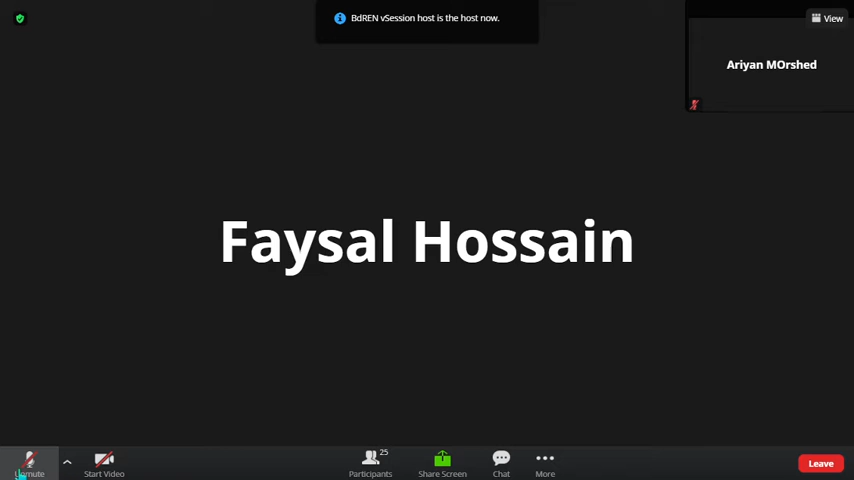 BdREN vSession host is the host now.
View
Ariyan MOrshed
Faysal Hossain
Unmute
Start Video
25
Participants
Share Screen
Chat
More
Leave